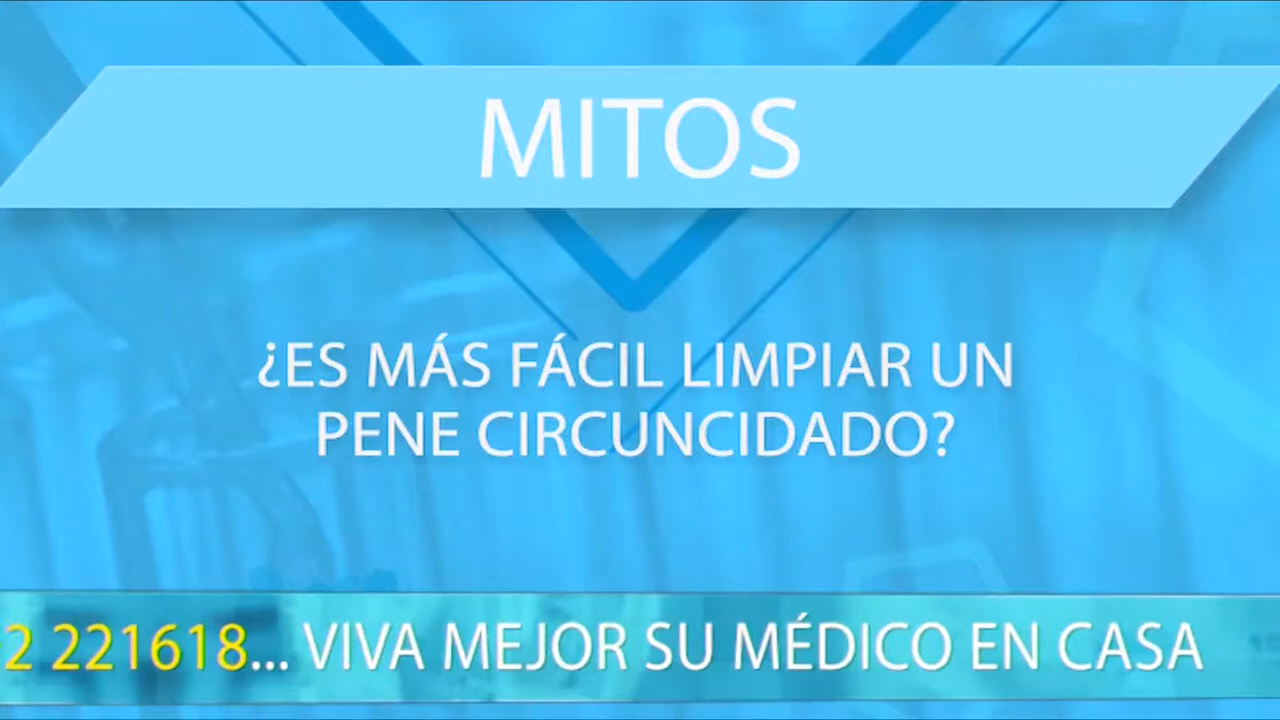 MITOS
¿ES MÁS FÁCIL LIMPIAR UN
PENE CIRCUNCIDADO?
2 221618... VIVA MEJOR SU MÉDICO EN CASA